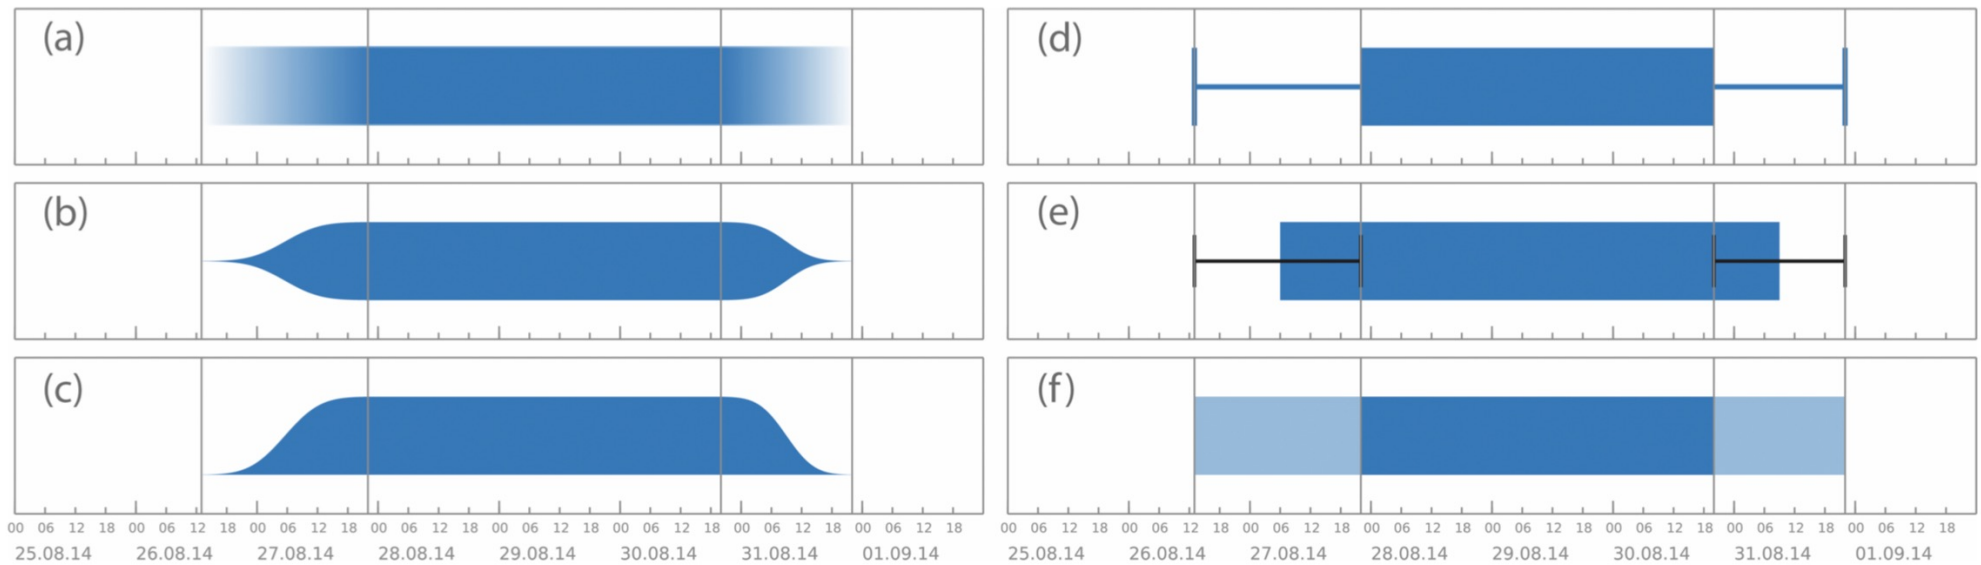 (a)
(b)
(c)
00 06 12 18 00 06 12 18 00 06 12 18 00 06 12 18 00 06 12 18 00 06 12 18 00 06 12 18 00 06 12 18
25.08.14 26.08.14 27.08.14 28.08.14 29.08.14 30.08.14 31.08.14 01.09.14
(d)
(e)
(f)
00 06 12 18 00 06 12 18 00 06 12 18 00 06 12 18 00 06 12 18 00 06 12 18 00 06 12 18 00 06 12 18
25.08.14 26.08.14 27.08.14 28.08.14 29.08.14 30.08.14 31.08.14 01.09.14